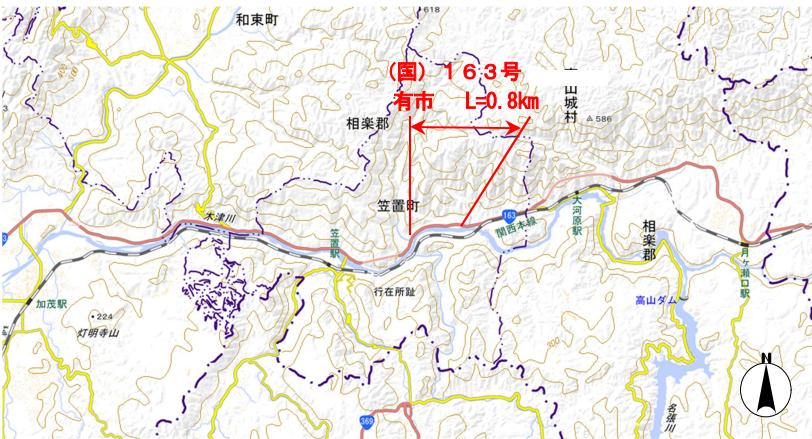 618
和束町
(国) 163号
有市 L=0.8km
山城村
586
相楽郡
笠置町
木津川
163
関西本線
大河原駅
相楽郡
笠置駅
月ヶ瀬口駅
行在所趾
加茂駅
224
灯明寺山
高山ダム
300
名張川
369
N